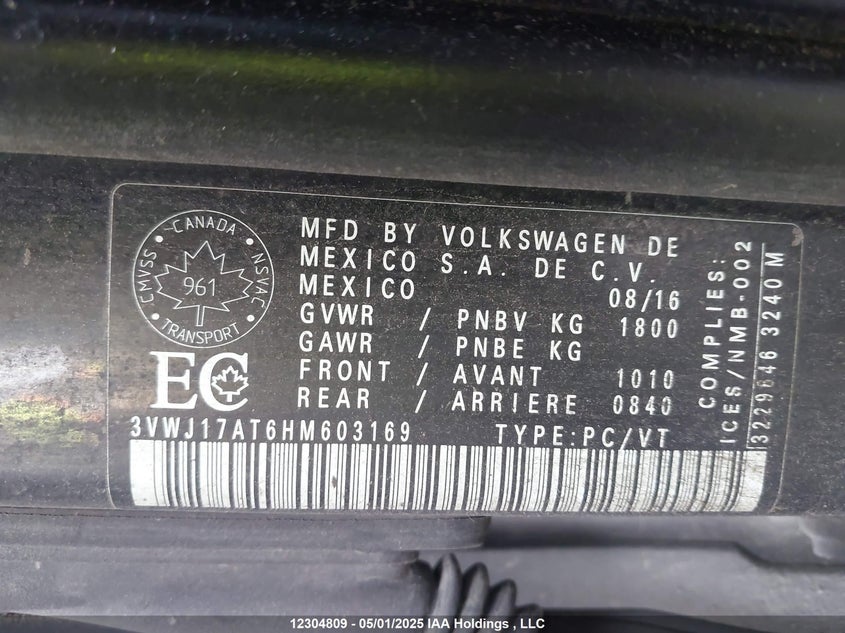 CANADA
CMVSS
NSVAC
961
TRANSPORT
EC
MFD BY VOLKSWAGEN DE
MEXICO S.A. DE C.V.
MEXICO 08/16
GVWR / PNBV KG 1800
GAWR / PNBE KG
FRONT / AVANT 1010
REAR / ARRIERE 0840
3VWJ17AT6HM603169 TYPE:PC/VT
COMPLIES:
ICES/NMB-002
3229646 3240M
12304809 - 05/01/2025 IAA Holdings , LLC